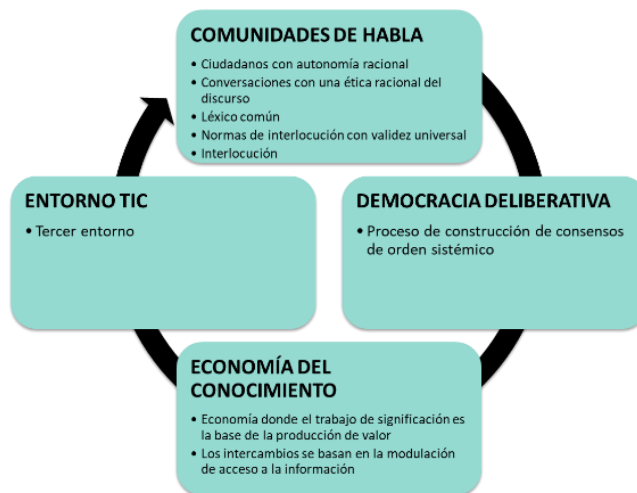 COMUNIDADES DE HABLA
• Ciudadanos con autonomía racional
• Conversaciones con una ética racional del
discurso
• Léxico común
• Normas de interlocución con validez universal
• Interlocución
ENTORNO TIC
• Tercer entorno
DEMOCRACIA DELIBERATIVA
• Proceso de construcción de consensos
de orden sistémico
ECONOMÍA DEL
CONOCIMIENTO
• Economía donde el trabajo de significación es
la base de la producción de valor
• Los intercambios se basan en la modulación
de acceso a la información